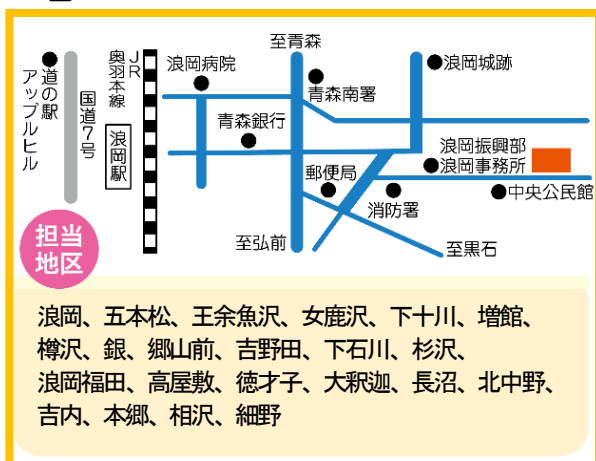 至青森
道の駅
アップルヒル
国道7号
JR
奥羽本線
浪岡駅
浪岡病院
青森南署
浪岡城跡
青森銀行
浪岡振興部
浪岡事務所
郵便局
消防署
中央公民館
至弘前
至黒石
担当
地区
浪岡、五本松、王余魚沢、女鹿沢、下十川、増館、
樽沢、銀、郷山前、吉野田、下石川、杉沢、
浪岡福田、高屋敷、徳才子、大釈迦、長沼、北中野、
吉内、本郷、相沢、細野